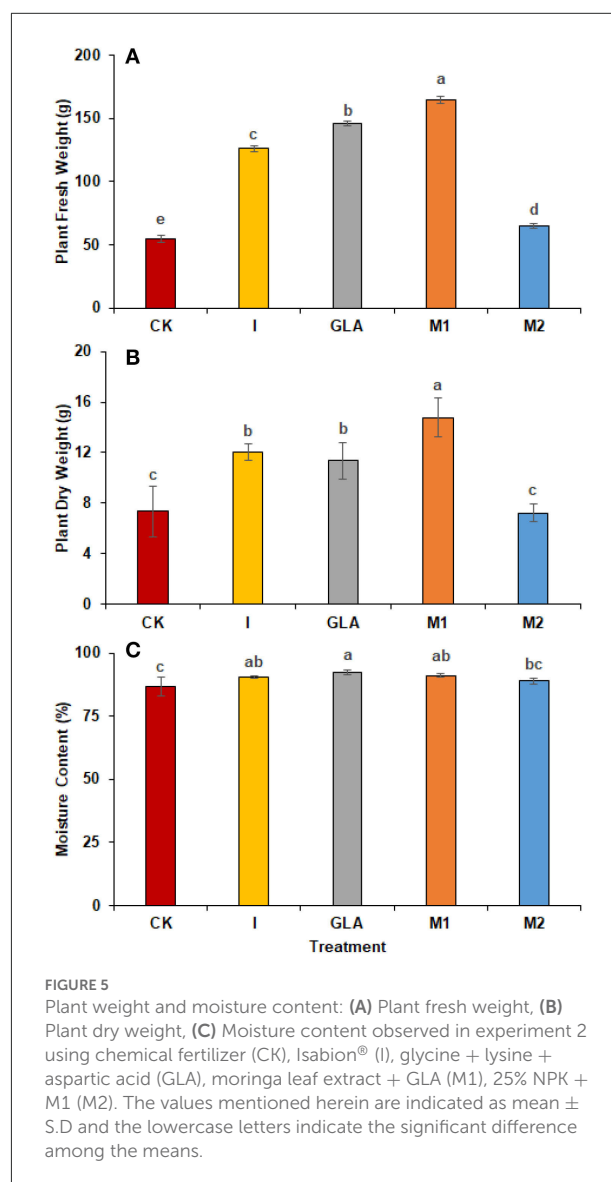 A
Plant Fresh Weight (g)
200
150
100
50
0
e
c
b
a
d
CK I GLA M1 M2
B
Plant Dry Weight (g)
20
16
12
8
4
0
c
b
b
a
c
CK I GLA M1 M2
C
Moisture Content (%)
100
75
50
25
0
c
ab
a
ab
bc
CK I GLA M1 M2
Treatment
FIGURE 5
Plant weight and moisture content: (A) Plant fresh weight, (B)
Plant dry weight, (C) Moisture content observed in experiment 2
using chemical fertilizer (CK), Isabion® (I), glycine + lysine +
aspartic acid (GLA), moringa leaf extract + GLA (M1), 25% NPK +
M1 (M2). The values mentioned herein are indicated as mean ±
S.D and the lowercase letters indicate the significant difference
among the means.